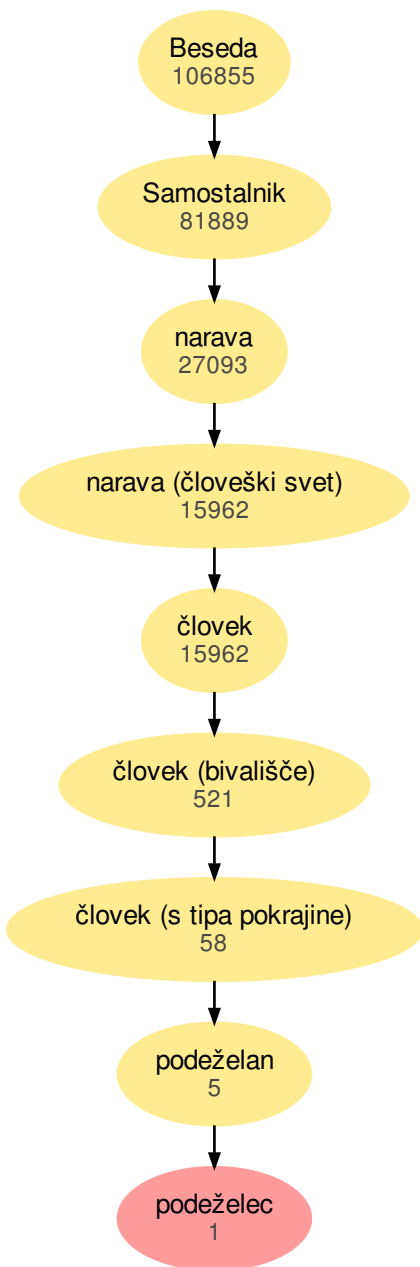 Beseda
106855
Samostalnik
81889
narava
27093
narava (človeški svet)
15962
človek
15962
človek (bivališče)
521
človek (s tipa pokrajine)
58
podeželan
5
podeželec
1